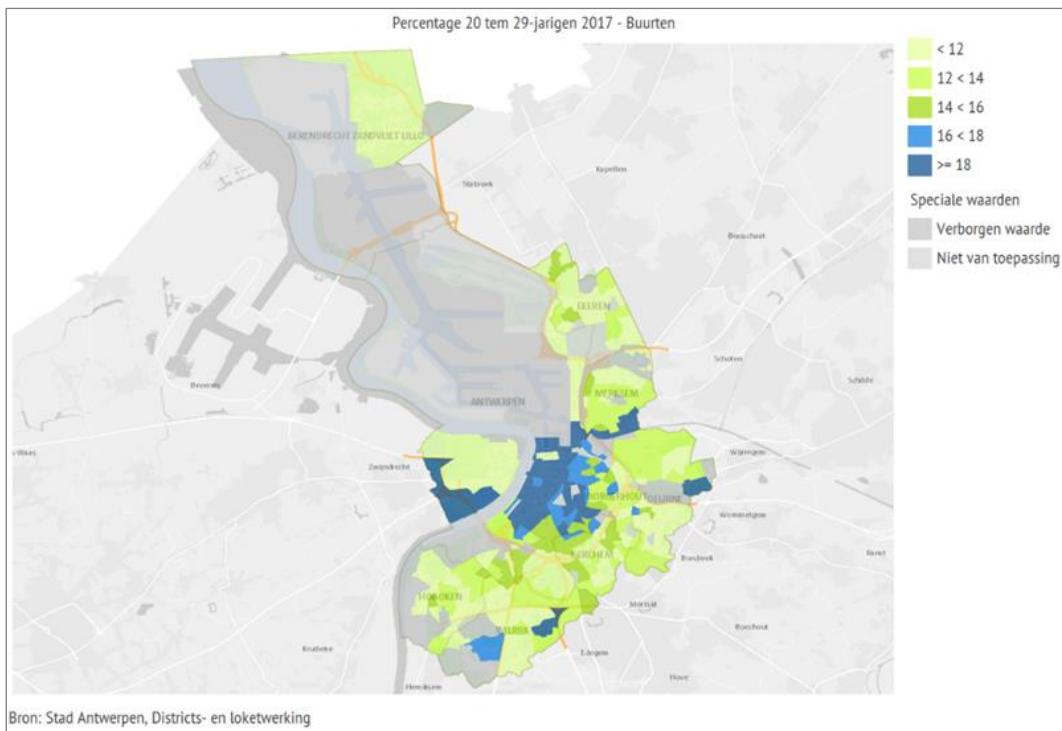 Percentage 20 tem 29-jarigen 2017 - Buurten
< 12
12 < 14
14 < 16
16 < 18
>= 18
Speciale waarden
Verborgen waarde
Niet van toepassing
BERENDRECHT ZANDVLIET LILLO
Stabroek
Kapellen
Brasschaat
EKEREN
Schoten
Schilde
Beveren
MERKSEM
ANTWERPEN
Waas
Zwijndrecht
Wijnegem
BORGERHOUT
DEURNE
Wommelgem
Borsbeek
Ranst
BERCHEM
HOBOKEN
Mortsel
Boechout
WILRIJK
Edegem
Kruibeke
Hove
Hemiksem
Bron: Stad Antwerpen, Districts- en loketwerking